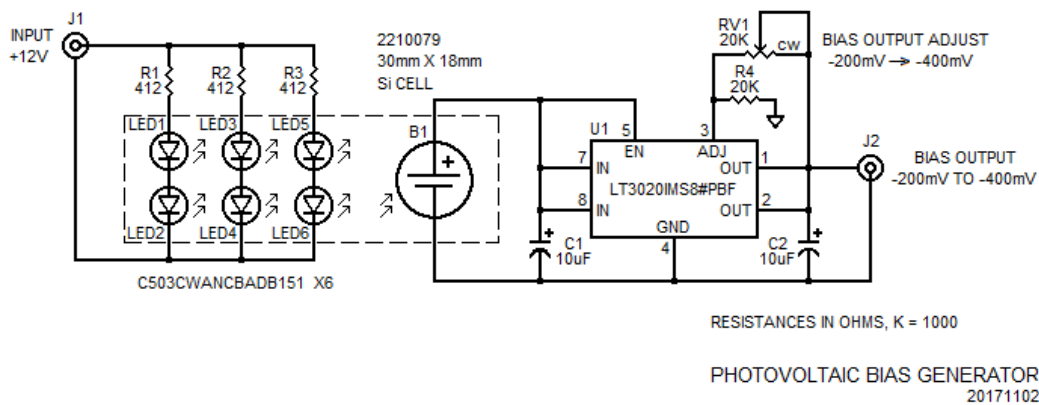 J1
INPUT
+12V
R1
412
R2
412
R3
412
LED1
LED3
LED5
LED2
LED4
LED6
C503CWANCBADB151 X6
2210079
30mm X 18mm
Si CELL
B1
+
U1
5
EN
3
ADJ
7
IN
8
IN
LT3020IMS8#PBF
OUT
1
OUT
2
GND
4
+
C1
10uF
+
C2
10uF
RV1
20K
CW
R4
20K
BIAS OUTPUT ADJUST
-200mV → -400mV
J2
BIAS OUTPUT
-200mV TO -400mV
RESISTANCES IN OHMS, K = 1000
PHOTOVOLTAIC BIAS GENERATOR
20171102